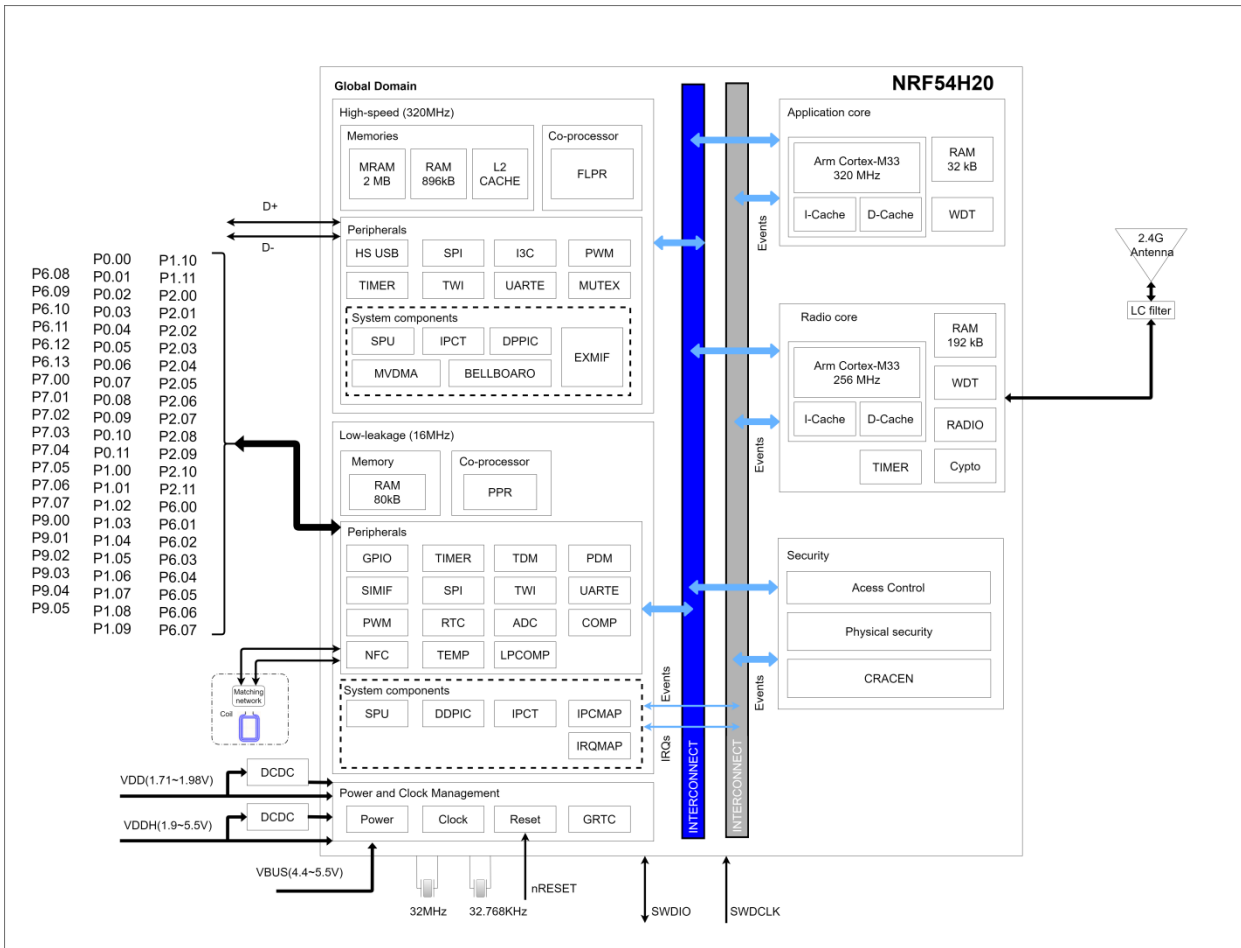 NRF54H20
Global Domain
High-speed (320MHz)
Memories
MRAM
2 MB
RAM
896kB
L2
CACHE
Co-processor
FLPR
Peripherals
HS USB
SPI
I3C
PWM
TIMER
TWI
UARTE
MUTEX
System components
SPU
IPCT
DPPIC
EXMIF
MVDMA
BELLBOARO
Low-leakage (16MHz)
Memory
RAM
80kB
Co-processor
PPR
Peripherals
GPIO
TIMER
TDM
PDM
SIMIF
SPI
TWI
UARTE
PWM
RTC
ADC
COMP
NFC
TEMP
LPCOMP
System components
SPU
DDPIC
IPCT
IPCMAP
IRQMAP
Power and Clock Management
Power
Clock
Reset
GRTC
D+
D-
P6.08
P6.09
P6.10
P6.11
P6.12
P6.13
P7.00
P7.01
P7.02
P7.03
P7.04
P7.05
P7.06
P7.07
P9.00
P9.01
P9.02
P9.03
P9.04
P9.05
P0.00
P0.01
P0.02
P0.03
P0.04
P0.05
P0.06
P0.07
P0.08
P0.09
P0.10
P0.11
P1.00
P1.01
P1.02
P1.03
P1.04
P1.05
P1.06
P1.07
P1.08
P1.09
P1.10
P1.11
P2.00
P2.01
P2.02
P2.03
P2.04
P2.05
P2.06
P2.07
P2.08
P2.09
P2.10
P2.11
P6.00
P6.01
P6.02
P6.03
P6.04
P6.05
P6.06
P6.07
Matching
network
Coil
VDD(1.71~1.98V)
DCDC
VDDH(1.9~5.5V)
DCDC
VBUS(4.4~5.5V)
32MHz
32.768KHz
nRESET
SWDIO
SWDCLK
INTERCONNECT
INTERCONNECT
Events
Events
Events
Events
IRQs
Application core
Arm Cortex-M33
320 MHz
I-Cache
D-Cache
RAM
32 kB
WDT
Radio core
Arm Cortex-M33
256 MHz
I-Cache
D-Cache
RAM
192 kB
WDT
RADIO
TIMER
Cypto
Security
Acess Control
Physical security
CRACEN
2.4G
Antenna
LC filter